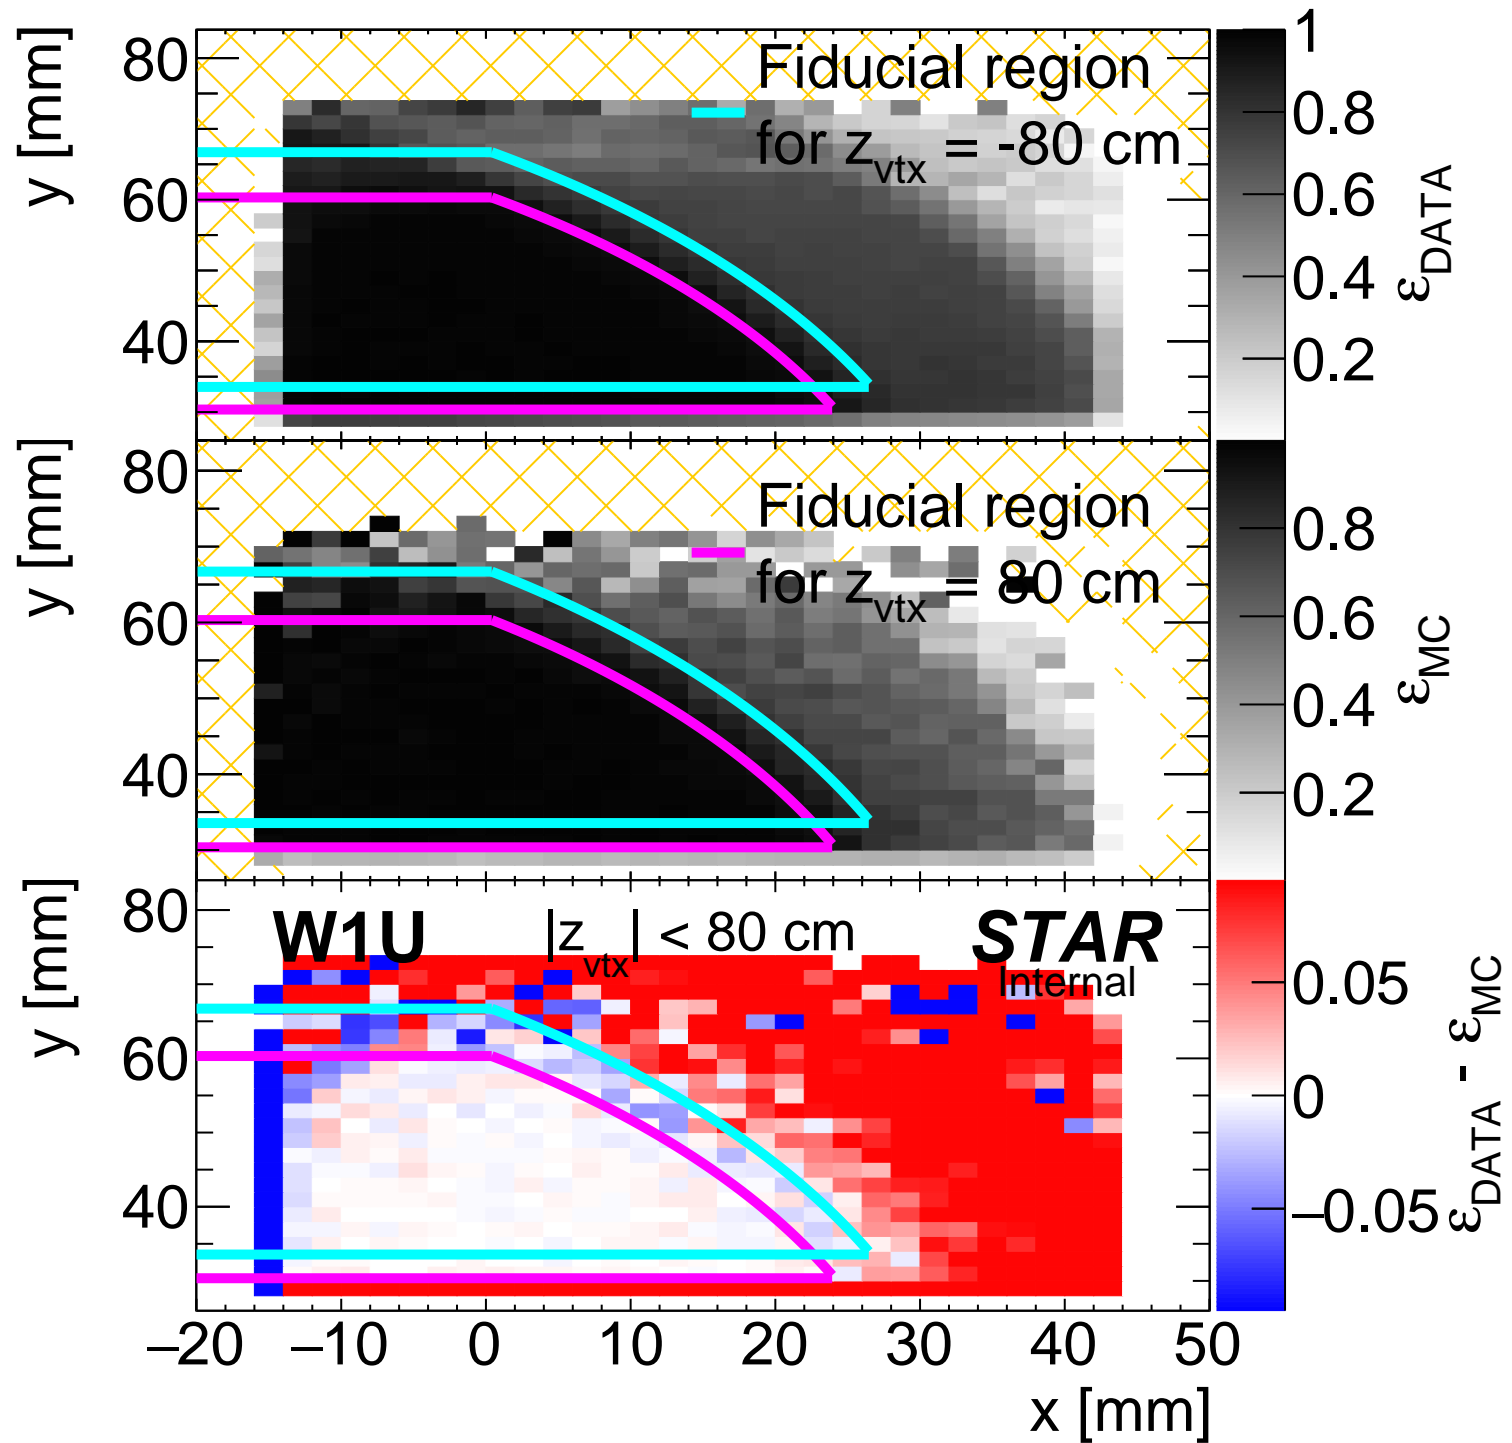 y [mm]
80
60
40
Fiducial region
for z_vtx = -80 cm
1
0.8
0.6
0.4
0.2
ε_DATA
y [mm]
80
60
40
Fiducial region
for z_vtx = 80 cm
0.8
0.6
0.4
0.2
ε_MC
y [mm]
80
60
40
W1U
|z_vtx| < 80 cm
STAR
Internal
0.05
0
−0.05
ε_DATA - ε_MC
−20 −10 0 10 20 30 40 50
x [mm]